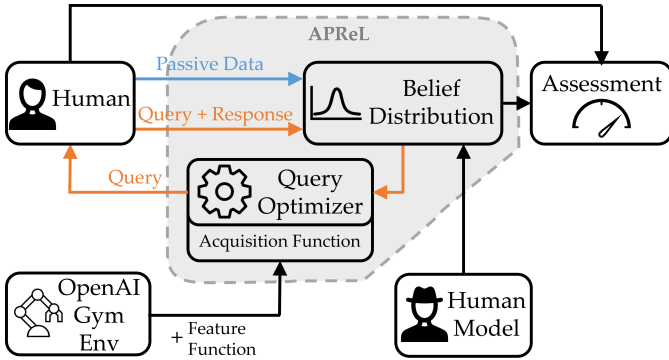 APReL
Passive Data
Human
Query + Response
Belief
Distribution
Assessment
Query
Query
Optimizer
Acquisition Function
OpenAI
Gym
Env
+ Feature
Function
Human
Model